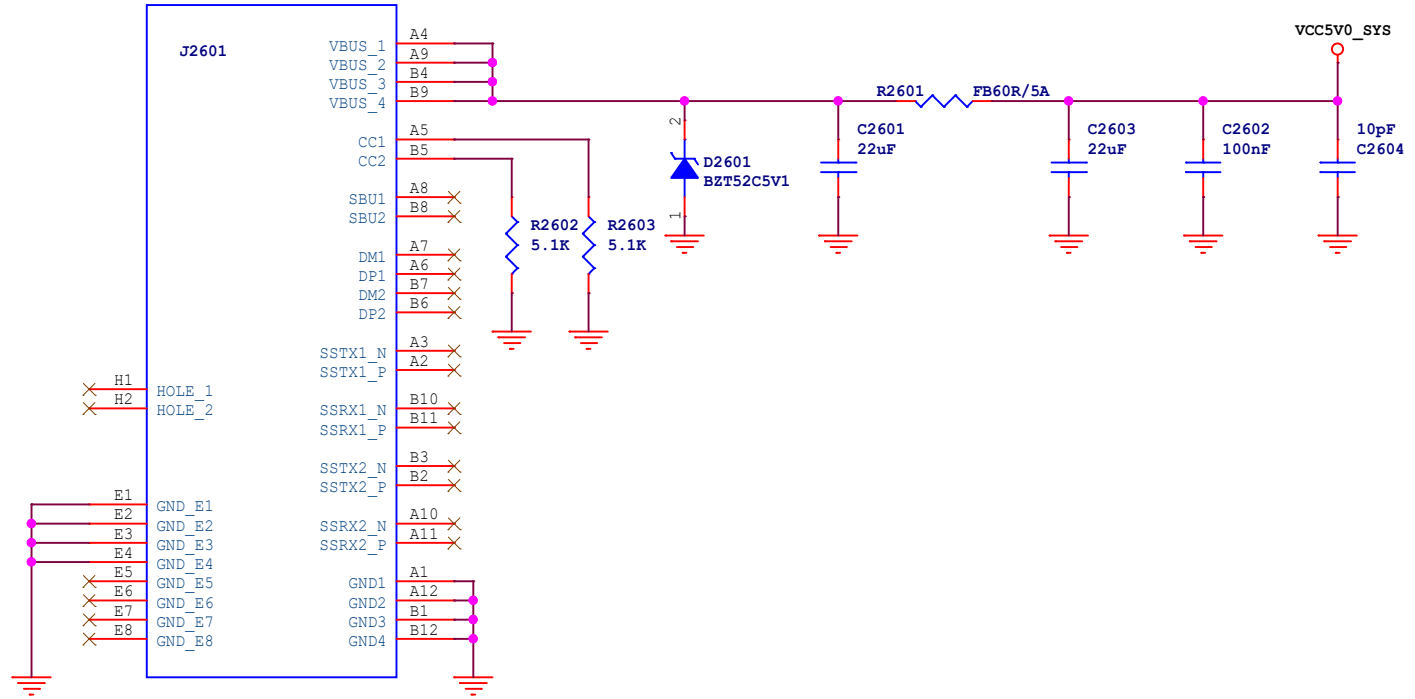 VCC5V0_SYS
J2601
VBUS_1 A4
VBUS_2 A9
VBUS_3 B4
VBUS_4 B9
R2601 FB60R/5A
2
D2601
BZT52C5V1
1
C2601
22uF
C2603
22uF
C2602
100nF
10pF
C2604
CC1 A5
CC2 B5
SBU1 A8
SBU2 B8
R2602
5.1K
R2603
5.1K
DM1 A7
DP1 A6
DM2 B7
DP2 B6
SSTX1_N A3
SSTX1_P A2
H1 HOLE_1
H2 HOLE_2
SSRX1_N B10
SSRX1_P B11
SSTX2_N B3
SSTX2_P B2
E1 GND_E1
E2 GND_E2
E3 GND_E3
E4 GND_E4
E5 GND_E5
E6 GND_E6
E7 GND_E7
E8 GND_E8
SSRX2_N A10
SSRX2_P A11
GND1 A1
GND2 A12
GND3 B1
GND4 B12